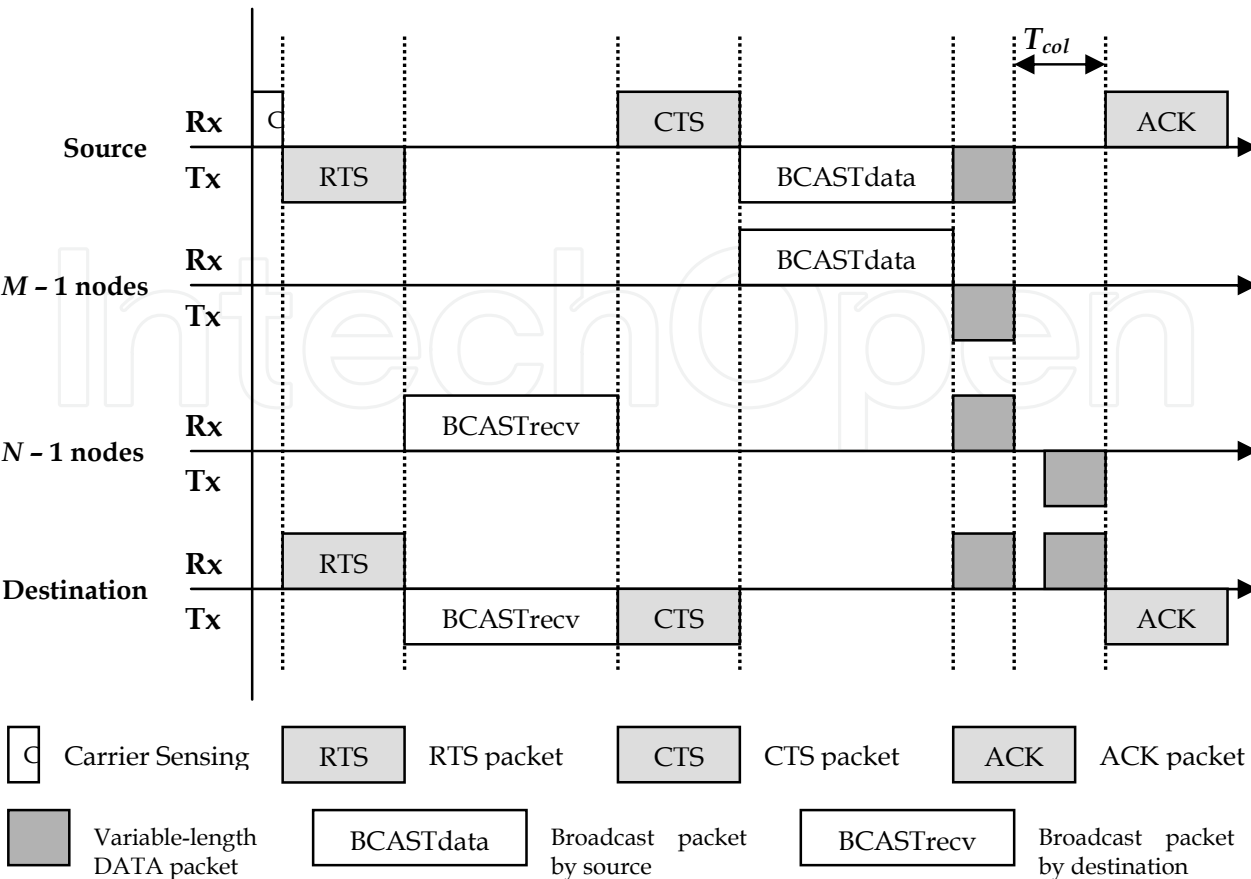 T_col
Rx C CTS ACK
Source
Tx RTS BCASTdata
Rx BCASTdata
M – 1 nodes
Tx
Rx BCASTrecv
N – 1 nodes
Tx
Rx RTS
Destination
Tx BCASTrecv CTS ACK
IntechOpen
C Carrier Sensing RTS RTS packet CTS CTS packet ACK ACK packet
Variable-length DATA packet
BCASTdata Broadcast packet by source
BCASTrecv Broadcast packet by destination